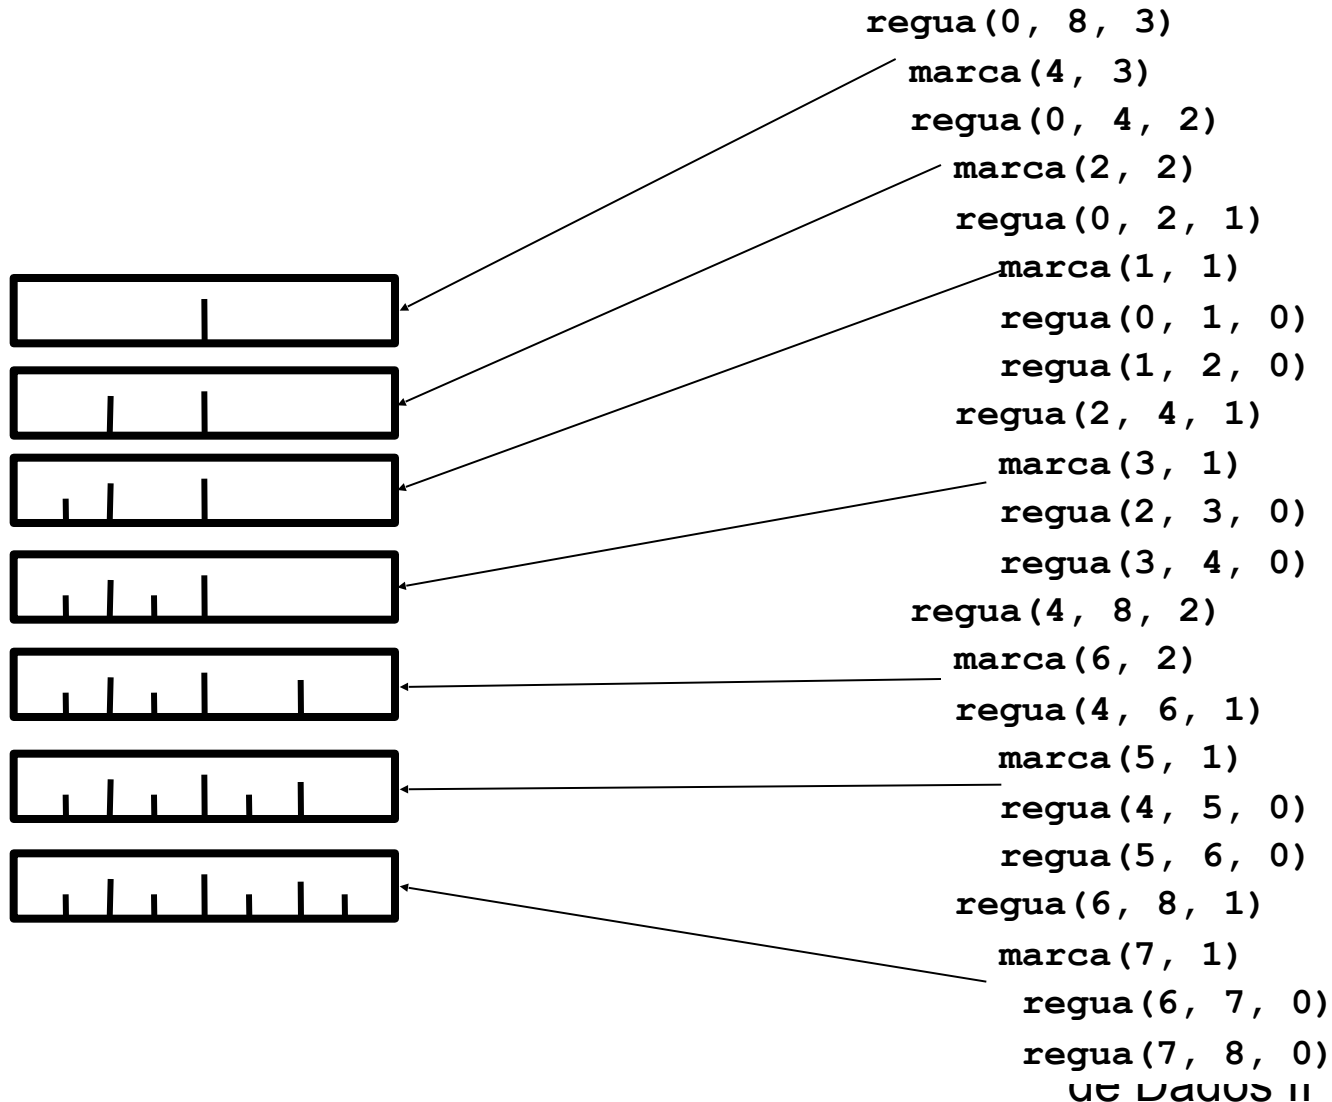 regua(0, 8, 3)
marca(4, 3)
regua(0, 4, 2)
marca(2, 2)
regua(0, 2, 1)
marca(1, 1)
regua(0, 1, 0)
regua(1, 2, 0)
regua(2, 4, 1)
marca(3, 1)
regua(2, 3, 0)
regua(3, 4, 0)
regua(4, 8, 2)
marca(6, 2)
regua(4, 6, 1)
marca(5, 1)
regua(4, 5, 0)
regua(5, 6, 0)
regua(6, 8, 1)
marca(7, 1)
regua(6, 7, 0)
regua(7, 8, 0)
de Dados II